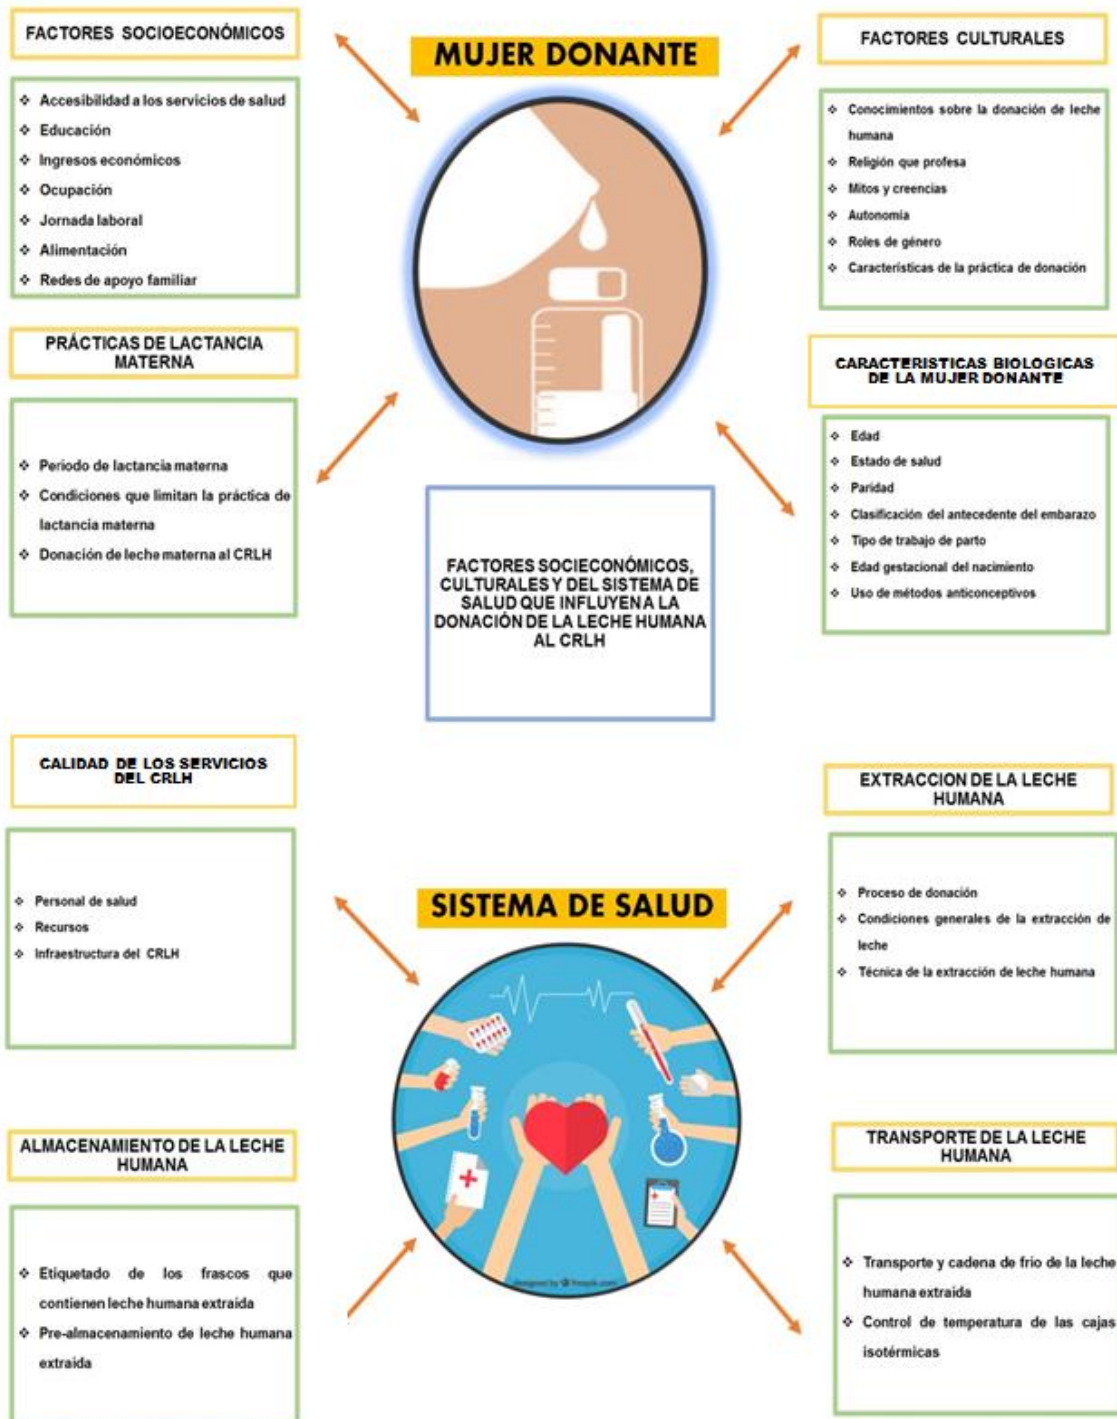 FACTORES SOCIOECONÓMICOS
❖ Accesibilidad a los servicios de salud
❖ Educación
❖ Ingresos económicos
❖ Ocupación
❖ Jornada laboral
❖ Alimentación
❖ Redes de apoyo familiar
MUJER DONANTE
FACTORES CULTURALES
❖ Conocimientos sobre la donación de leche
humana
❖ Religión que profesa
❖ Mitos y creencias
❖ Autonomía
❖ Roles de género
❖ Características de la práctica de donación
PRÁCTICAS DE LACTANCIA
MATERNA
❖ Periodo de lactancia materna
❖ Condiciones que limitan la práctica de
lactancia materna
❖ Donación de leche materna al CRLH
CARACTERISTICAS BIOLOGICAS
DE LA MUJER DONANTE
❖ Edad
❖ Estado de salud
❖ Paridad
❖ Clasificación del antecedente del embarazo
❖ Tipo de trabajo de parto
❖ Edad gestacional del nacimiento
❖ Uso de métodos anticonceptivos
FACTORES SOCIECONÓMICOS,
CULTURALES Y DEL SISTEMA DE
SALUD QUE INFLUYEN A LA
DONACIÓN DE LA LECHE HUMANA
AL CRLH
CALIDAD DE LOS SERVICIOS
DEL CRLH
❖ Personal de salud
❖ Recursos
❖ Infraestructura del CRLH
SISTEMA DE SALUD
designed by freepik.com
EXTRACCION DE LA LECHE
HUMANA
❖ Proceso de donación
❖ Condiciones generales de la extracción de
leche
❖ Técnica de la extracción de leche humana
ALMACENAMIENTO DE LA LECHE
HUMANA
❖ Etiquetado de los frascos que
contienen leche humana extraida
❖ Pre-almacenamiento de leche humana
extraida
TRANSPORTE DE LA LECHE
HUMANA
❖ Transporte y cadena de frio de la leche
humana extraida
❖ Control de temperatura de las cajas
isotérmicas